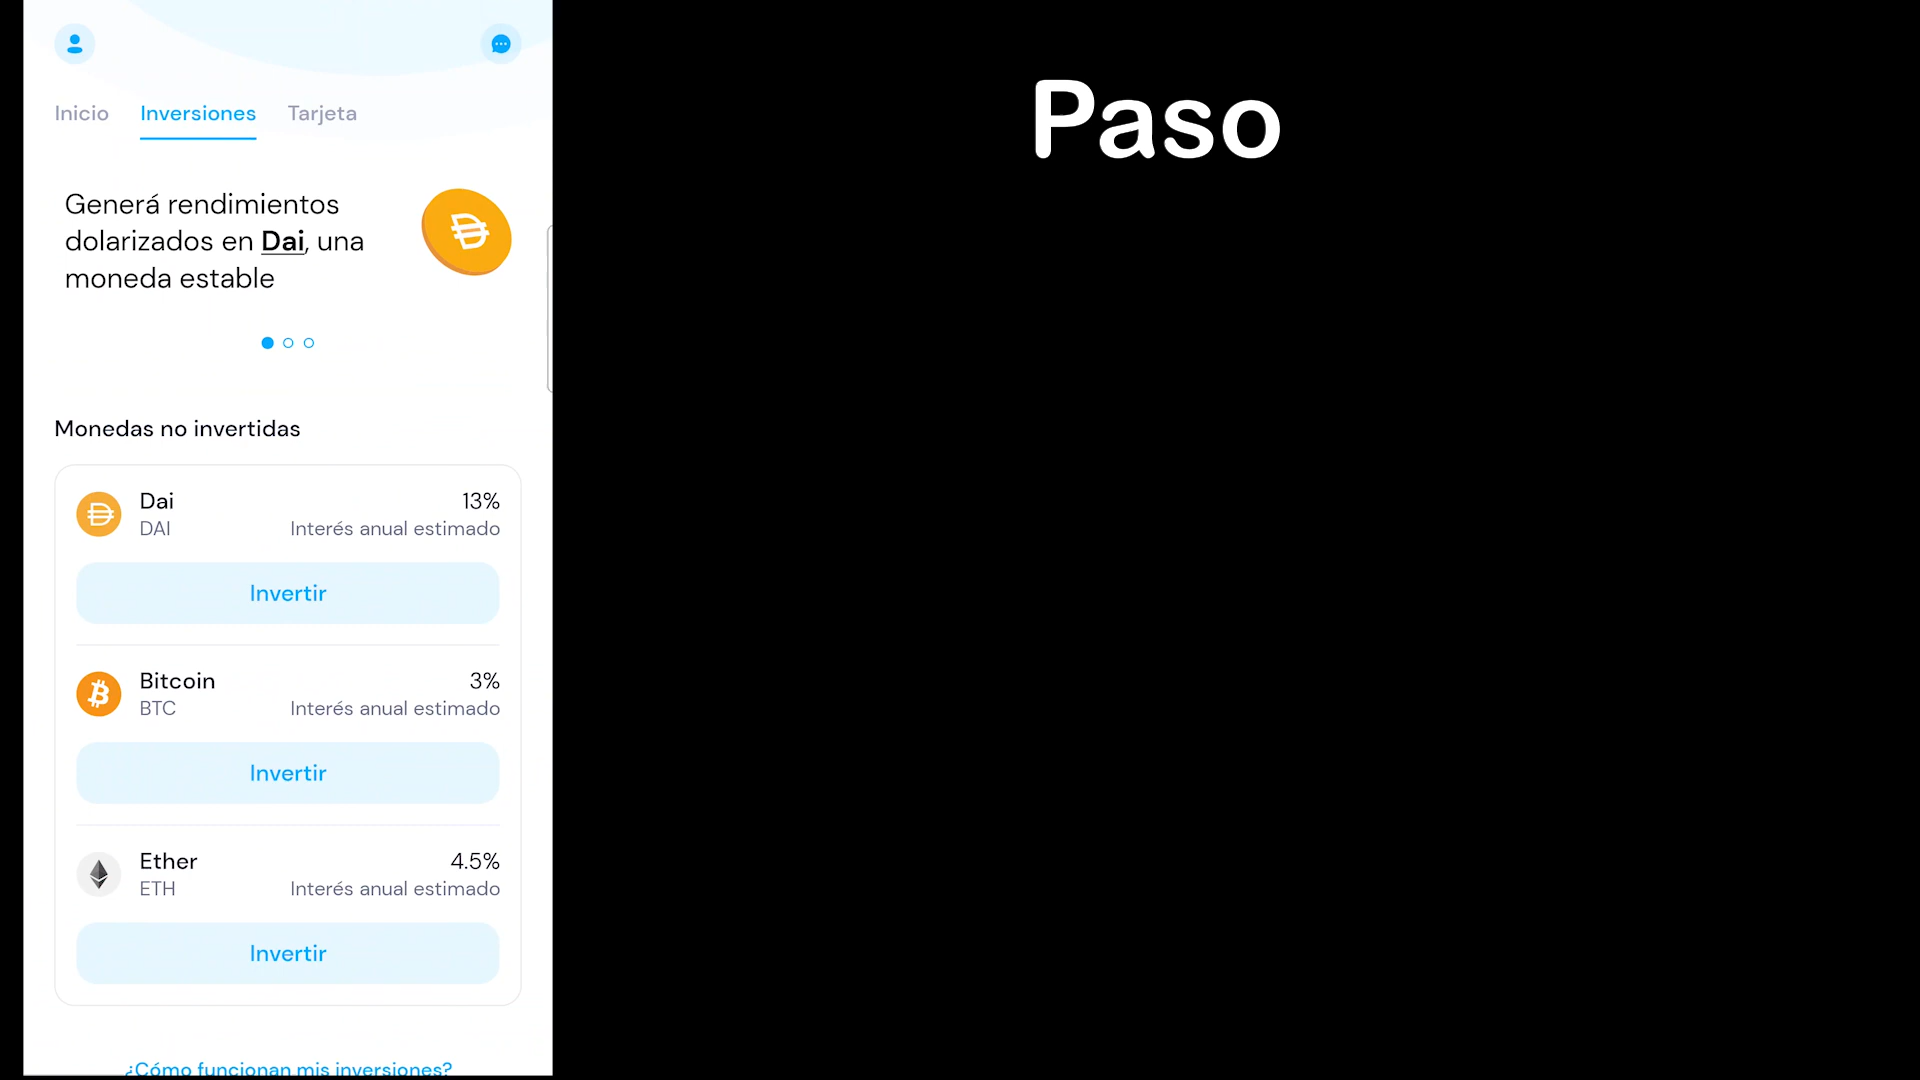 Paso
Inicio Inversiones Tarjeta
Generá rendimientos
dolarizados en Dai, una
moneda estable
Monedas no invertidas
Dai 13%
DAI Interés anual estimado
Invertir
Bitcoin 3%
BTC Interés anual estimado
Invertir
Ether 4.5%
ETH Interés anual estimado
Invertir
¿Cómo funcionan mis inversiones?